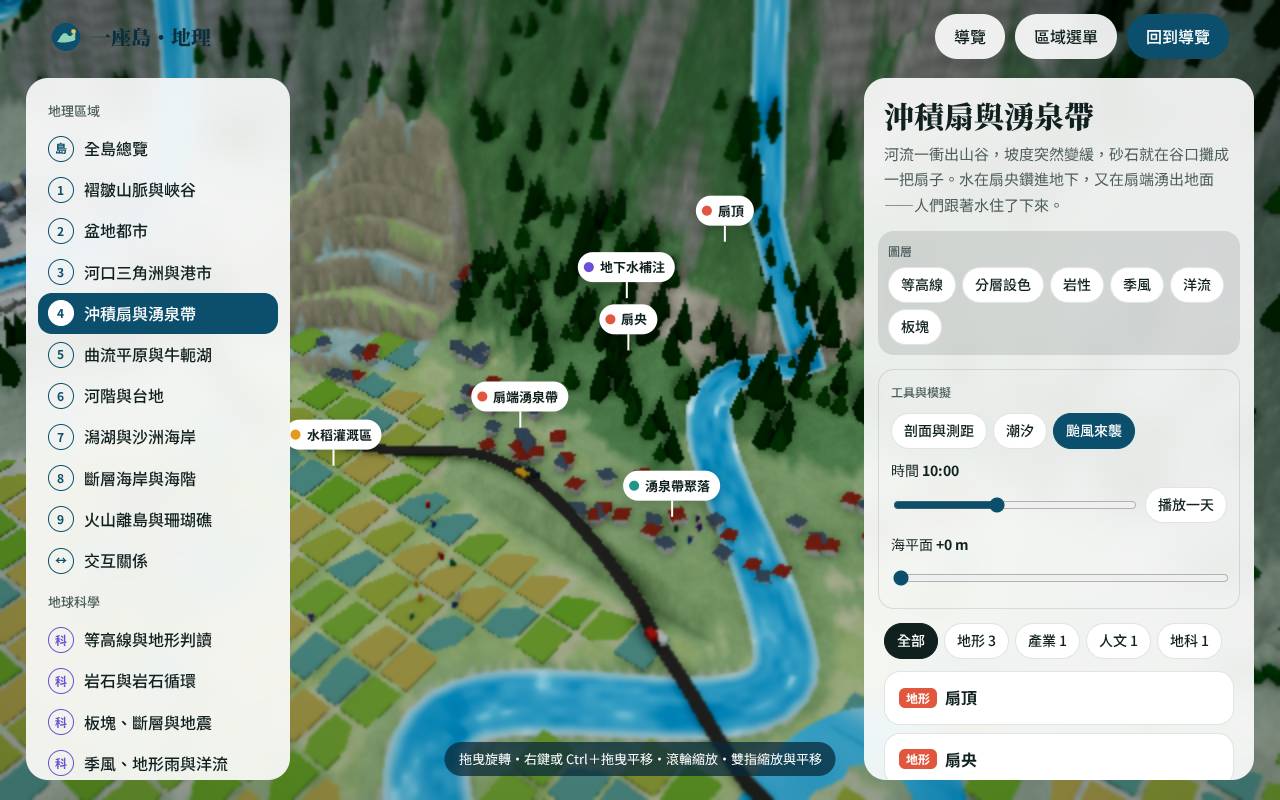 一座島・地理
導覽
區域選單
回到導覽
地理區域
島 全島總覽
1 褶皺山脈與峽谷
2 盆地都市
3 河口三角洲與港市
4 沖積扇與湧泉帶
5 曲流平原與牛軛湖
6 河階與台地
7 潟湖與沙洲海岸
8 斷層海岸與海階
9 火山離島與珊瑚礁
↔ 交互關係
地球科學
科 等高線與地形判讀
科 岩石與岩石循環
科 板塊、斷層與地震
科 季風、地形雨與洋流
扇頂
地下水補注
扇央
扇端湧泉帶
水稻灌溉區
湧泉帶聚落
拖曳旋轉・右鍵或 Ctrl＋拖曳平移・滾輪縮放・雙指縮放與平移
沖積扇與湧泉帶
河流一衝出山谷，坡度突然變緩，砂石就在谷口攤成
一把扇子。水在扇央鑽進地下，又在扇端湧出地面
——人們跟著水住了下來。
圖層
等高線 分層設色 岩性 季風 洋流
板塊
工具與模擬
剖面與測距 潮汐 颱風來襲
時間 10:00
播放一天
海平面 +0 m
全部 地形 3 產業 1 人文 1 地科 1
地形 扇頂
地形 扇央